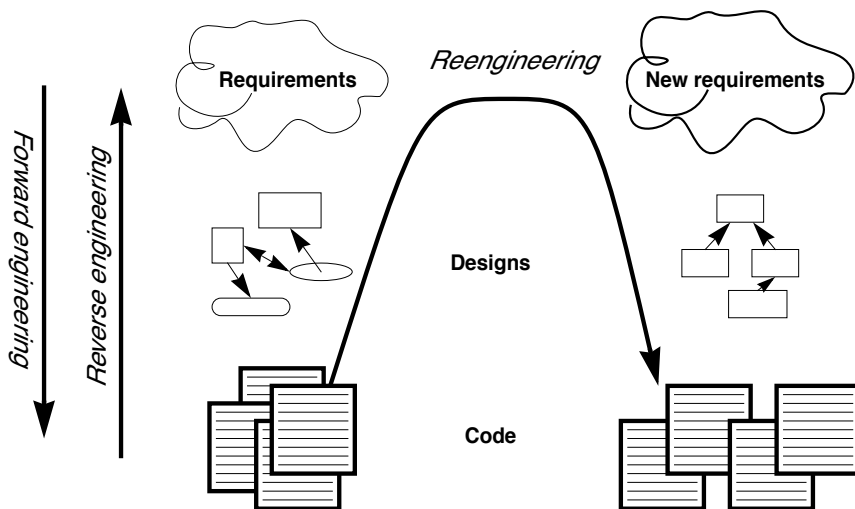 Reengineering
Requirements
New requirements
Forward engineering
Reverse engineering
Designs
Code